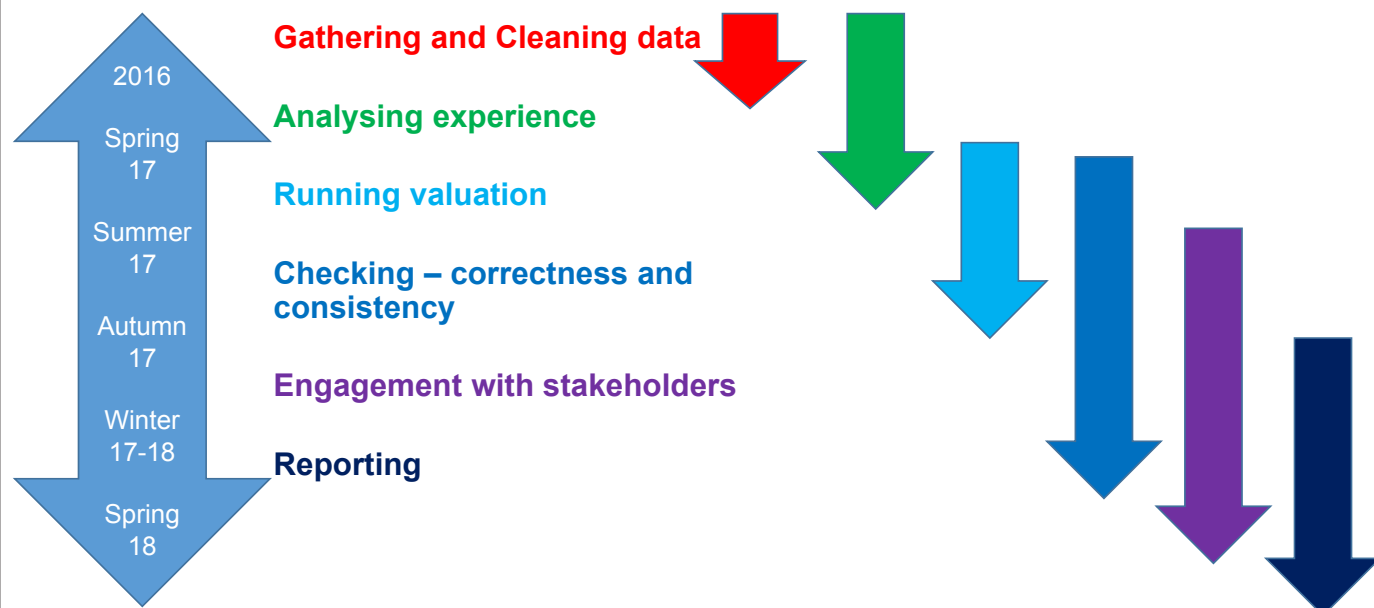 2016
Spring
17
Summer
17
Autumn
17
Winter
17-18
Spring
18
Gathering and Cleaning data
Analysing experience
Running valuation
Checking – correctness and
consistency
Engagement with stakeholders
Reporting